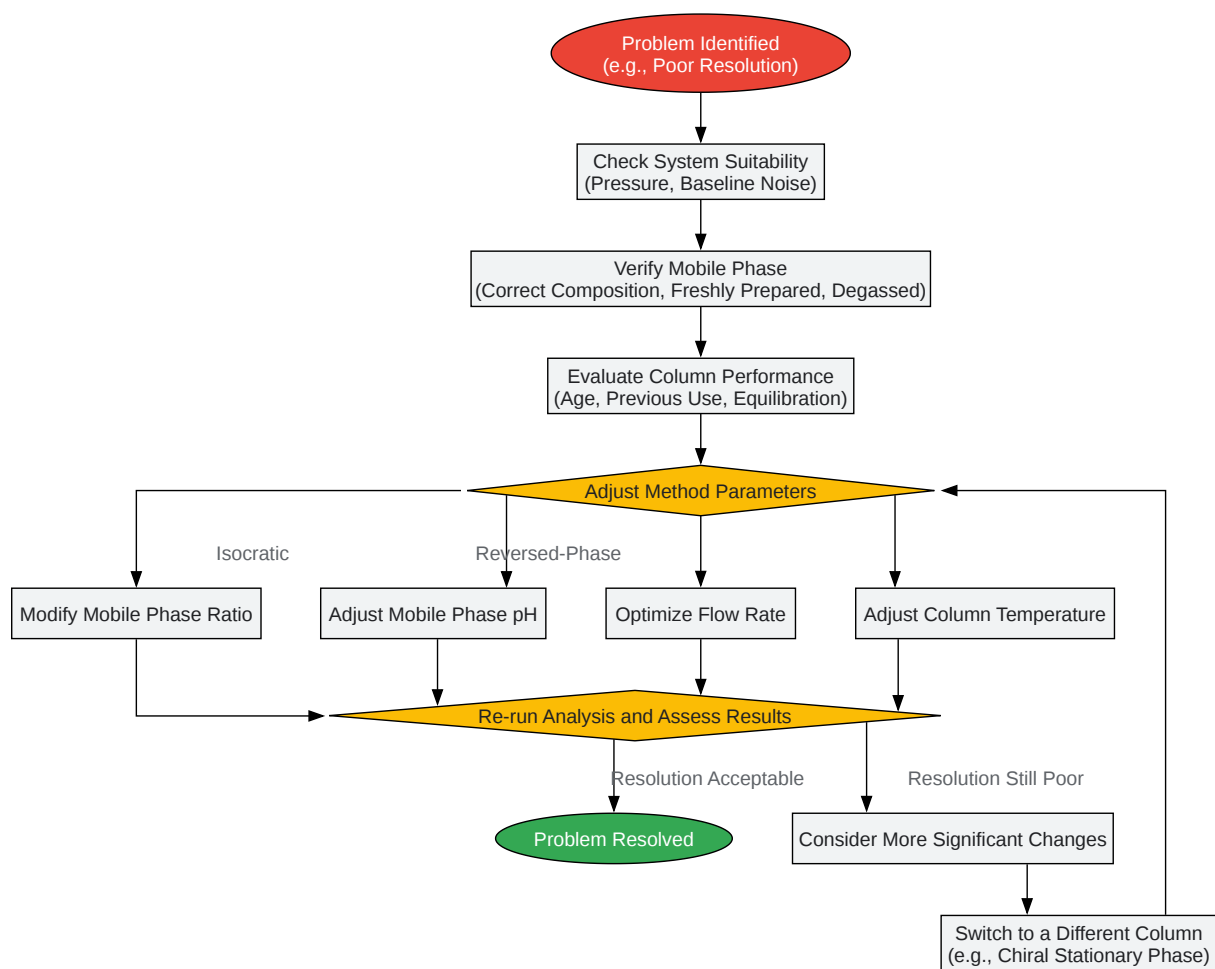 Problem Identified
(e.g., Poor Resolution)
Check System Suitability
(Pressure, Baseline Noise)
Verify Mobile Phase
(Correct Composition, Freshly Prepared, Degassed)
Evaluate Column Performance
(Age, Previous Use, Equilibration)
Adjust Method Parameters
Isocratic
Reversed-Phase
Modify Mobile Phase Ratio
Adjust Mobile Phase pH
Optimize Flow Rate
Adjust Column Temperature
Re-run Analysis and Assess Results
Resolution Acceptable
Resolution Still Poor
Problem Resolved
Consider More Significant Changes
Switch to a Different Column
(e.g., Chiral Stationary Phase)